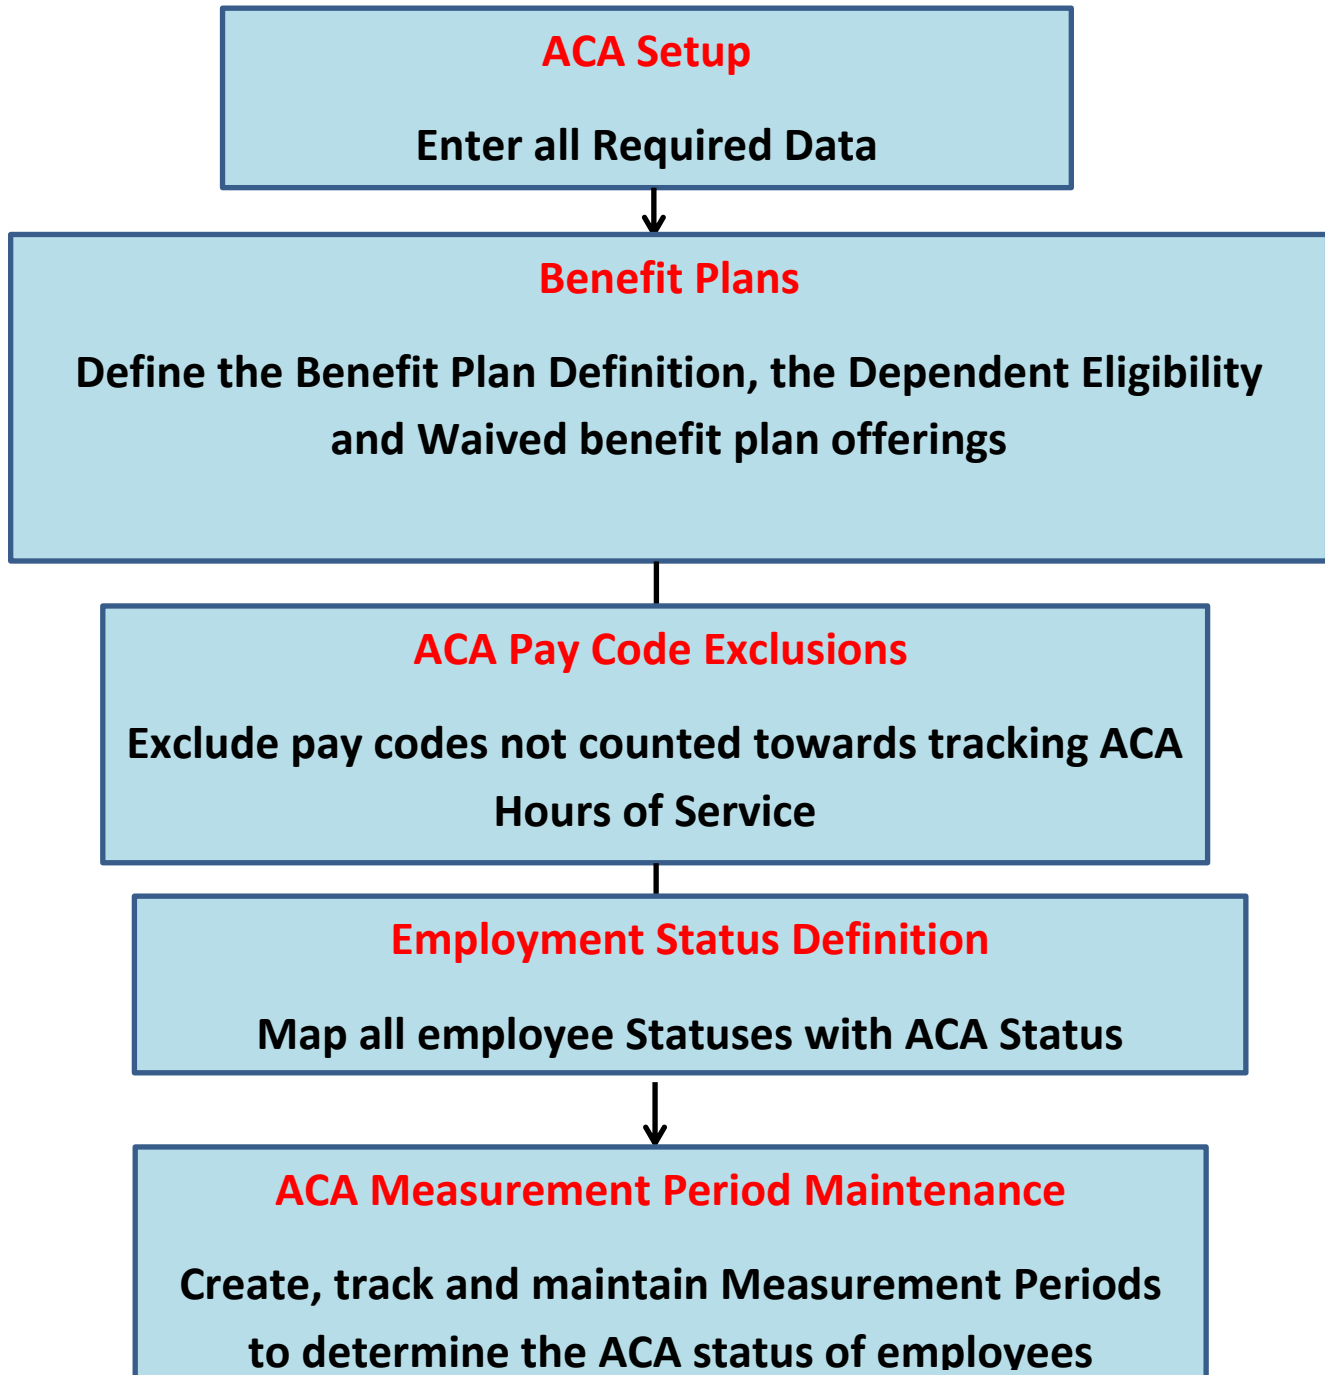 ACA Setup
Enter all Required Data
Benefit Plans
Define the Benefit Plan Definition, the Dependent Eligibility
and Waived benefit plan offerings
ACA Pay Code Exclusions
Exclude pay codes not counted towards tracking ACA
Hours of Service
Employment Status Definition
Map all employee Statuses with ACA Status
ACA Measurement Period Maintenance
Create, track and maintain Measurement Periods
to determine the ACA status of employees